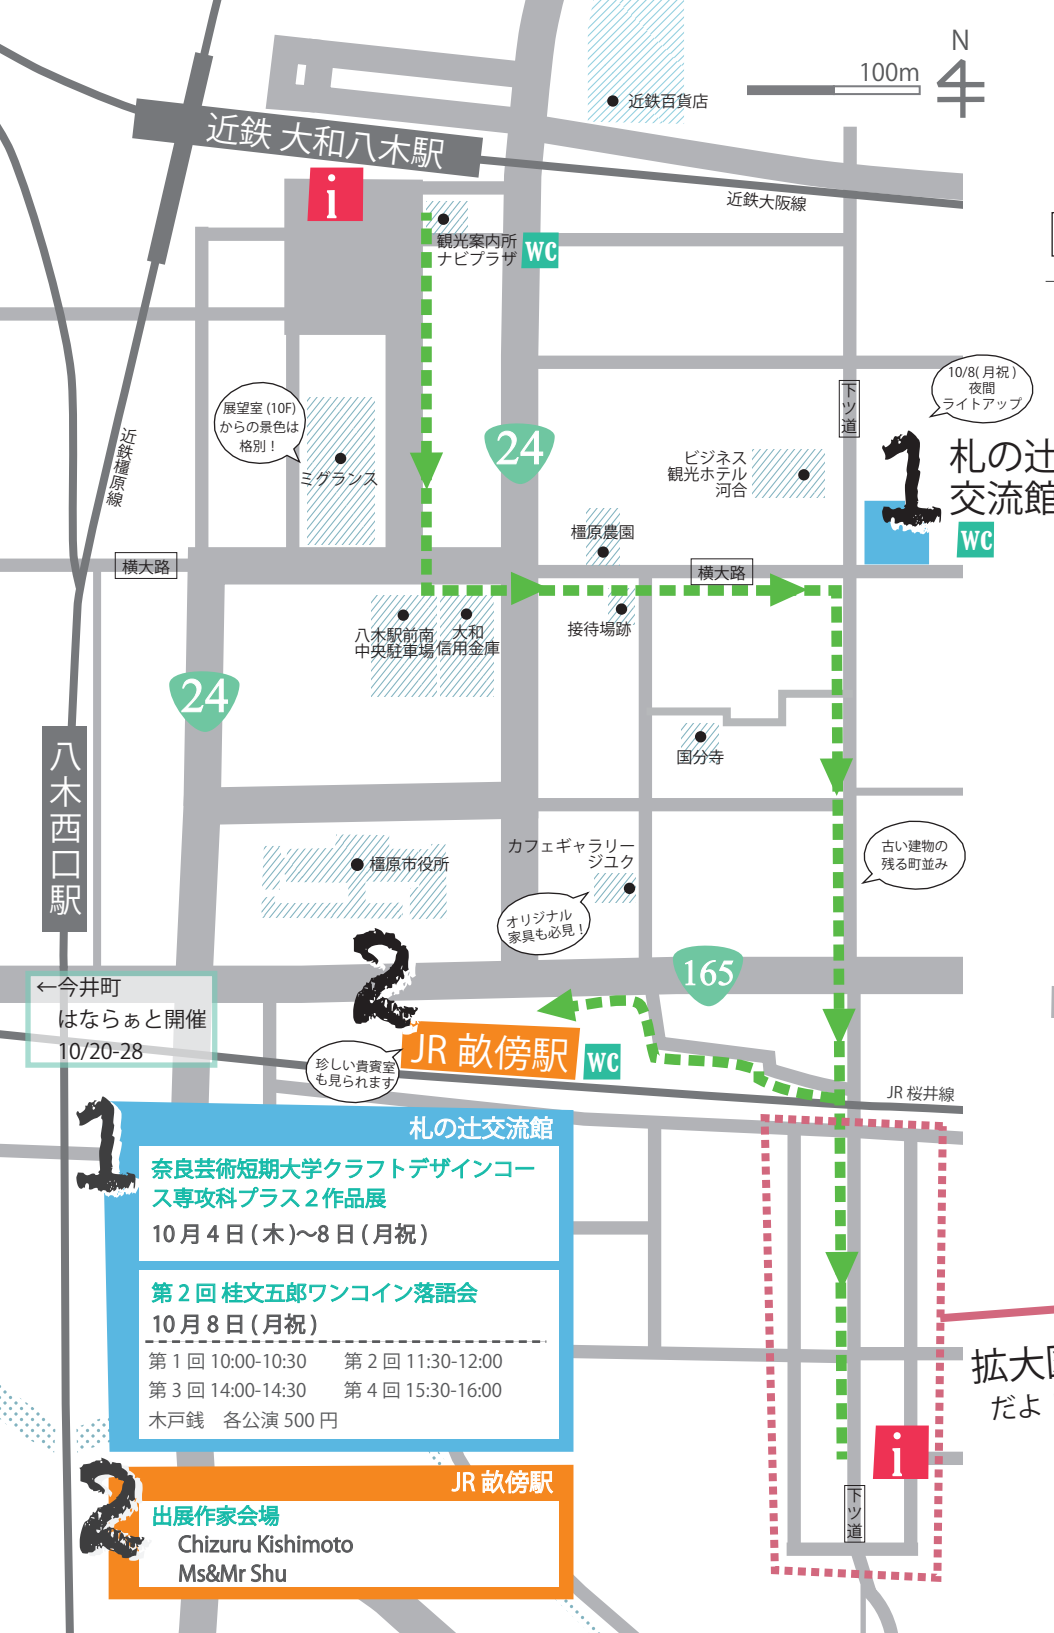 N
100m
近鉄百貨店
近鉄 大和八木駅
i
近鉄大阪線
観光案内所
ナビプラザ
WC
10/8(月祝)
夜間
ライトアップ
下ツ道
展望室(10F)
からの景色は
格別！
ミグランス
近鉄橿原線
24
ビジネス
観光ホテル
河合
1
札の辻
交流館
WC
橿原農園
横大路
横大路
八木駅前南
中央駐車場
大和
信用金庫
接待場跡
24
国分寺
八木西口駅
橿原市役所
カフェギャラリー
ジユク
オリジナル
家具も必見！
古い建物の
残る町並み
2
165
←今井町
はならぁと開催
10/20-28
JR 畝傍駅
WC
珍しい貴賓室
も見られます
JR 桜井線
1
札の辻交流館
奈良芸術短期大学クラフトデザインコー
ス専攻科プラス２作品展
10 月 4 日 ( 木 )～8 日 ( 月祝 )
第 2 回 桂文五郎ワンコイン落語会
10 月 8 日 ( 月祝 )
第 1 回 10:00-10:30　第 2 回 11:30-12:00
第 3 回 14:00-14:30　第 4 回 15:30-16:00
木戸銭　各公演 500 円
拡大
だよ
i
下ツ道
2
JR 畝傍駅
出展作家会場
Chizuru Kishimoto
Ms&Mr Shu